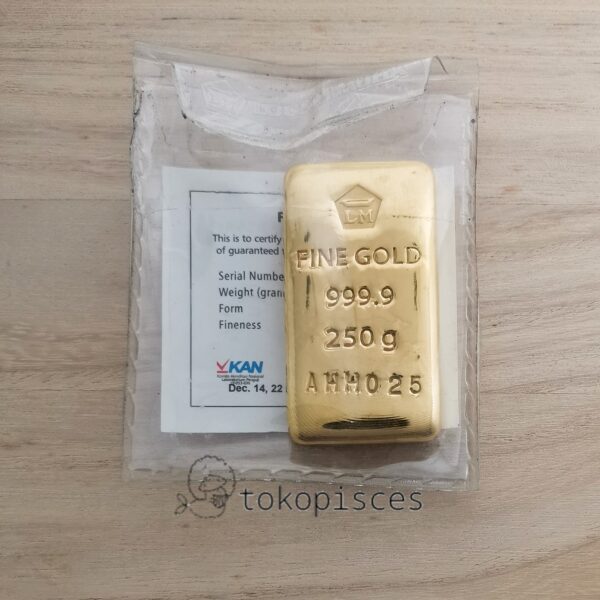 This is to certify
of guaranteed
Serial Number
Weight (gram
Form
Fineness
KAN
Dec. 14, 22
LM
FINE GOLD
999.9
250 g
AHH025
tokopisces